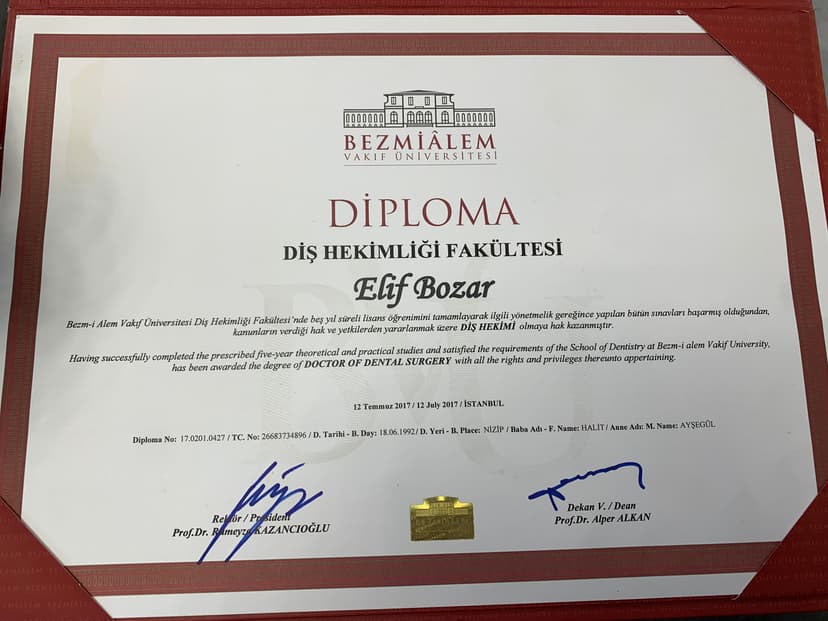 BEZMİÂLEM
VAKIF ÜNİVERSİTESİ
DİPLOMA
DİŞ HEKİMLİĞİ FAKÜLTESİ
Elif Bozar
Bezm-i Alem Vakıf Üniversitesi Diş Hekimliği Fakültesi'nde beş yıl süreli lisans öğrenimini tamamlayarak ilgili yönetmelik gereğince yapılan bütün sınavları başarmış olduğundan,
kanunların verdiği hak ve yetkilerden yararlanmak üzere DİŞ HEKİMİ olmaya hak kazanmıştır.
Having successfully completed the prescribed five-year theoretical and practical studies and satisfied the requirements of the School of Dentistry at Bezm-i alem Vakif University,
has been awarded the degree of DOCTOR OF DENTAL SURGERY with all the rights and privileges thereunto appertaining.
12 Temmuz 2017 / 12 July 2017 / İSTANBUL
Diploma No: 17.0201.0427 / TC. No: 26683734896 / D. Tarihi - B. Day: 18.06.1992 / D. Yeri - B. Place: NİZİP / Baba Adı - F. Name: HALİT / Anne Adı: M. Name: AYŞEGÜL
Rektör / President
Prof.Dr. Rümeyza KAZANCIOĞLU
Dekan V. / Dean
Prof.Dr. Alper ALKAN